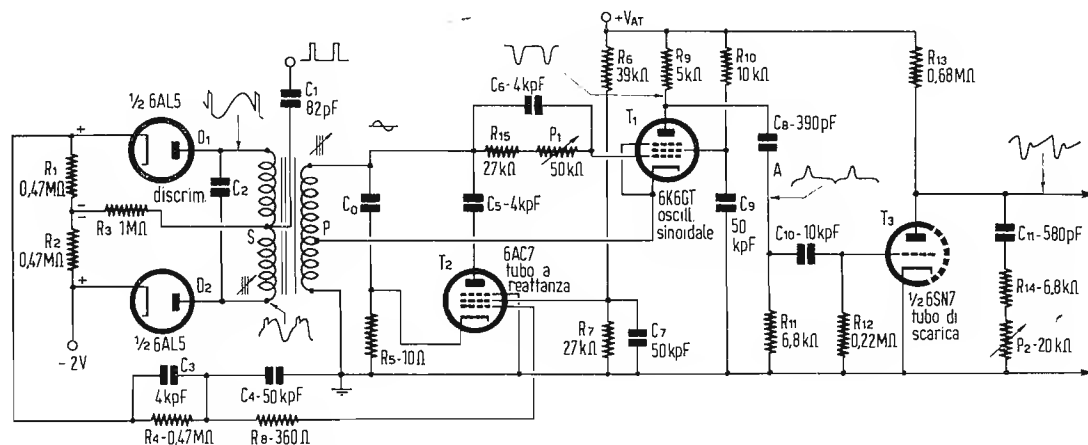 +VAT
R6
39kΩ
R9
5kΩ
R10
10kΩ
R13
0,68MΩ
C1
82pF
½ 6AL5
D1
discrim.
C2
R1
0,47MΩ
R2
0,47MΩ
R3 1MΩ
S
P
D2
½ 6AL5
- 2V
C3
4kpF
C4-50kpF
R4-0,47MΩ
R8-360Ω
C0
R5-10Ω
C6-4kpF
R15
27kΩ
P1
50kΩ
C5-4kpF
T2
6AC7
tubo a
reattanza
T1
6K6GT
oscill.
sinoidale
C9
50
kpF
R7
27kΩ
C7
50kpF
C8-390pF
A
C10-10kpF
R11
6,8kΩ
R12
0,22MΩ
T3
½ 6SN7
tubo di
scarica
C11-580pF
R14-6,8kΩ
P2-20kΩ
+
−
−
+